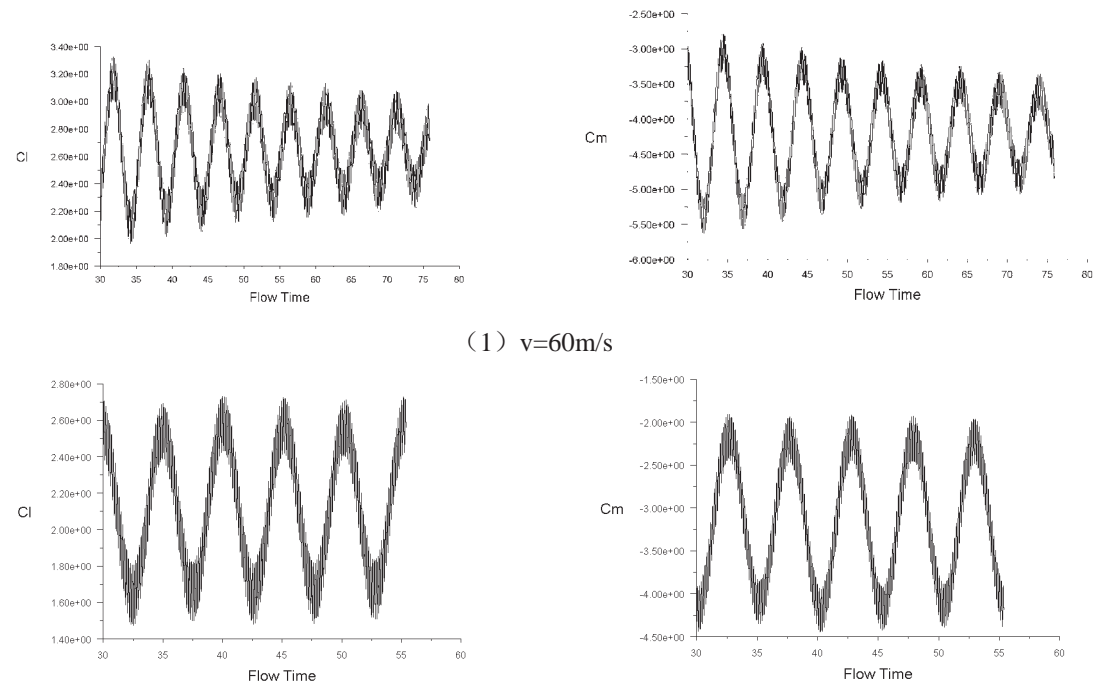 3.40e+00
3.20e+00
3.00e+00
2.80e+00
2.60e+00
2.40e+00
2.20e+00
2.00e+00
1.80e+00
Cl
30 35 40 45 50 55 60 65 70 75 80
Flow Time
-2.50e+00
-3.00e+00
-3.50e+00
-4.00e+00
-4.50e+00
-5.00e+00
-5.50e+00
-6.00e+00
Cm
30 35 40 45 50 55 60 65 70 75 80
Flow Time
（1）v=60m/s
2.80e+00
2.60e+00
2.40e+00
2.20e+00
2.00e+00
1.80e+00
1.60e+00
1.40e+00
Cl
30 35 40 45 50 55 60
Flow Time
-1.50e+00
-2.00e+00
-2.50e+00
-3.00e+00
-3.50e+00
-4.00e+00
-4.50e+00
Cm
30 35 40 45 50 55 60
Flow Time